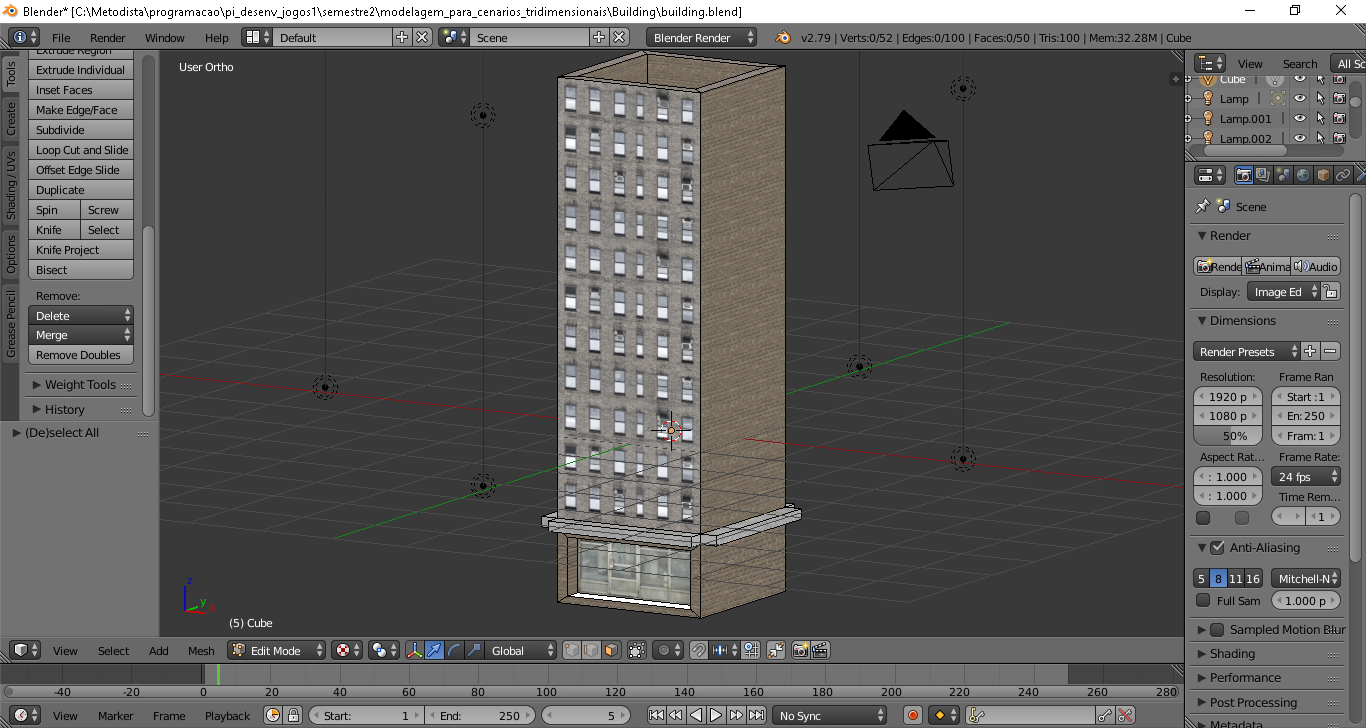 Blender* [C:\Metodista\programacao\pi_desenv_jogos1\semestre2\modelagem_para_cenarios_tridimensionais\Building\building.blend]
File Render Window Help Default Scene Blender Render v2.79 | Verts:0/52 | Edges:0/100 | Faces:0/50 | Tris:100 | Mem:32.28M | Cube
Tools
Create
Shading / UVs
Options
Grease Pencil
Extrude Region
Extrude Individual
Inset Faces
Make Edge/Face
Subdivide
Loop Cut and Slide
Offset Edge Slide
Duplicate
Spin Screw
Knife Select
Knife Project
Bisect
Remove:
Delete
Merge
Remove Doubles
Weight Tools
History
(De)select All
User Ortho
z
y
x
(5) Cube
View Search All Sc
Cube
Lamp
Lamp.001
Lamp.002
Scene
Render
Rende Anima Audio
Display: Image Ed
Dimensions
Render Presets
Resolution: Frame Ran
1920 p Start :1
1080 p En: 250
50% Fram: 1
Aspect Rat... Frame Rate:
: 1.000 24 fps
: 1.000 Time Rem...
1
Anti-Aliasing
5 8 11 16 Mitchell-N
Full Sam 1.000 p
Sampled Motion Blur
Shading
Performance
Post Processing
Metadata
View Select Add Mesh Edit Mode Global
-40 -20 0 20 40 60 80 100 120 140 160 180 200 220 240 260 280
View Marker Frame Playback Start: 1 End: 250 5 No Sync